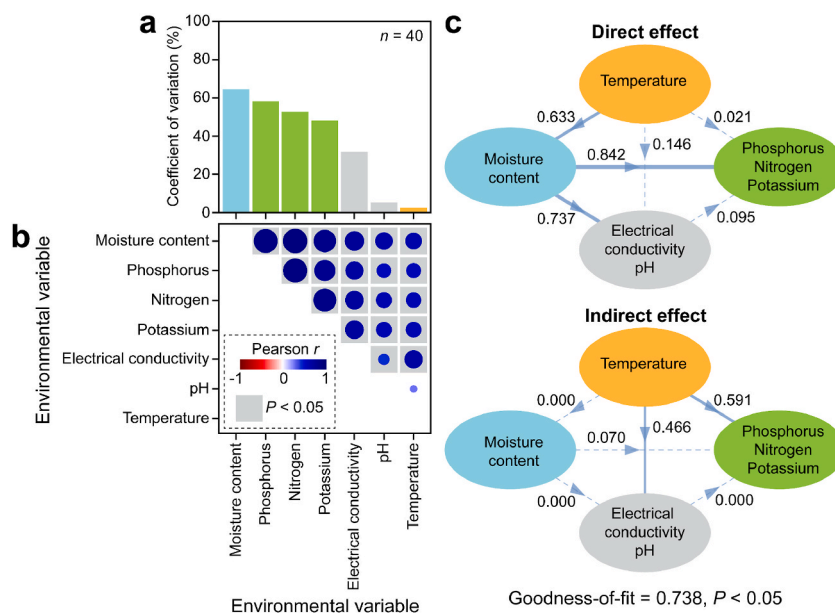 a
n = 40
Coefficient of variation (%)
100
80
60
40
20
0
b
Environmental variable
Moisture content
Phosphorus
Nitrogen
Potassium
Electrical conductivity
pH
Temperature
Pearson r
-1
0
1
P < 0.05
Moisture content
Phosphorus
Nitrogen
Potassium
Electrical conductivity
pH
Temperature
Environmental variable
c
Direct effect
Temperature
0.633
0.021
0.146
Moisture
content
0.842
Phosphorus
Nitrogen
Potassium
0.737
0.095
Electrical
conductivity
pH
Indirect effect
Temperature
0.000
0.591
0.466
Moisture
content
0.070
Phosphorus
Nitrogen
Potassium
0.000
0.000
Electrical
conductivity
pH
Goodness-of-fit = 0.738, P < 0.05